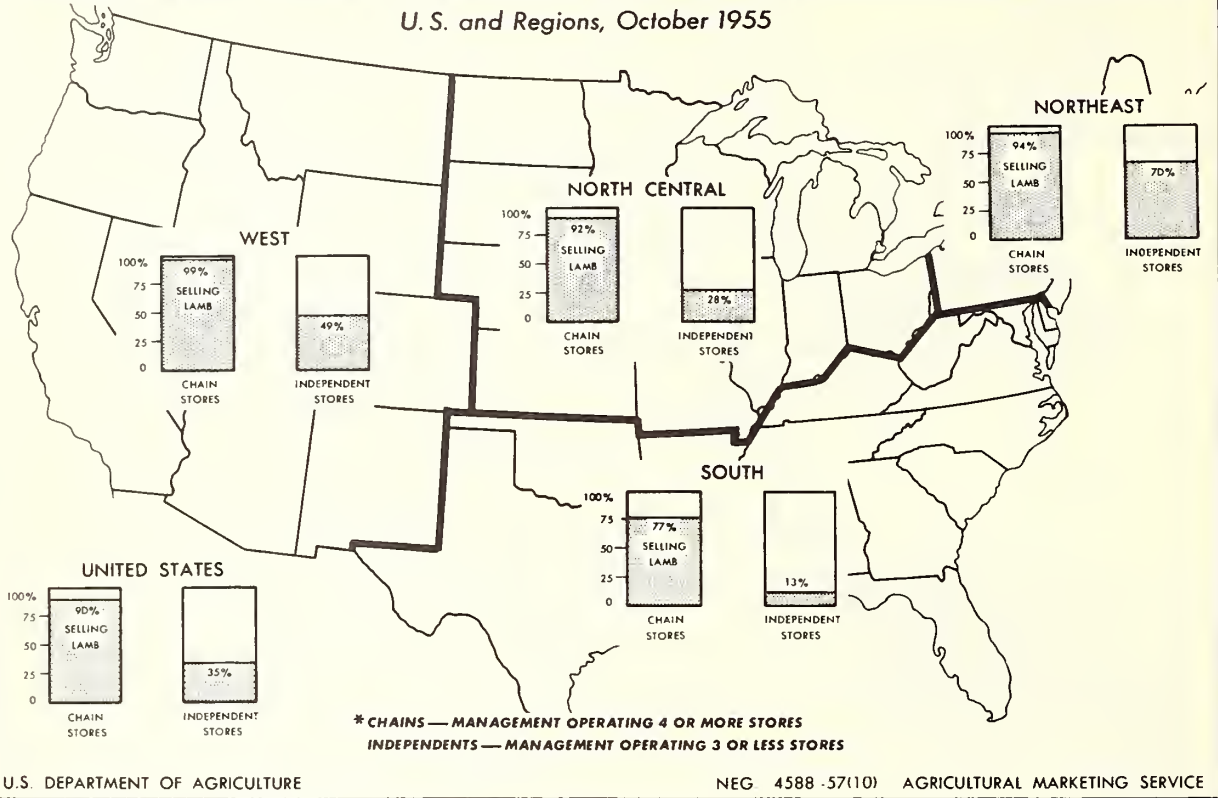 U. S. and Regions, October 1955
NORTHEAST
100%
75
50
25
0
94%
SELLING
LAMB
CHAIN
STORES
70%
INDEPENDENT
STORES
NORTH CENTRAL
100%
75
50
25
0
92%
SELLING
LAMB
CHAIN
STORES
28%
INDEPENDENT
STORES
WEST
100%
75
50
25
0
99%
SELLING
LAMB
CHAIN
STORES
49%
INDEPENDENT
STORES
SOUTH
100%
75
50
25
0
77%
SELLING
LAMB
CHAIN
STORES
13%
INDEPENDENT
STORES
UNITED STATES
100%
75
50
25
0
90%
SELLING
LAMB
CHAIN
STORES
35%
INDEPENDENT
STORES
* CHAINS — MANAGEMENT OPERATING 4 OR MORE STORES
INDEPENDENTS — MANAGEMENT OPERATING 3 OR LESS STORES
U.S. DEPARTMENT OF AGRICULTURE
NEG. 4588-57(10) AGRICULTURAL MARKETING SERVICE